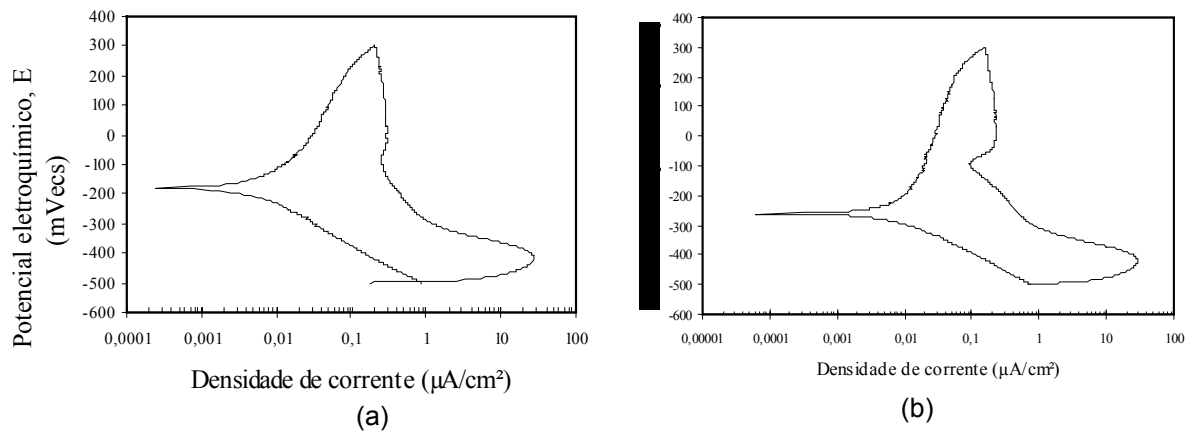 400
300
200
100
0
-100
-200
-300
-400
-500
-600
Potencial eletroquímico, E
(mVecs)
0,0001 0,001 0,01 0,1 1 10 100
Densidade de corrente (µA/cm²)
(a)
400
300
200
100
0
-100
-200
-300
-400
-500
-600
0,00001 0,0001 0,001 0,01 0,1 1 10 100
Densidade de corrente (µA/cm²)
(b)